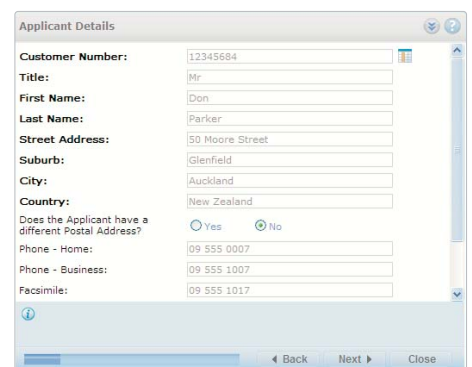 Applicant Details
Customer Number: 12345684
Title: Mr
First Name: Don
Last Name: Parker
Street Address: 50 Moore Street
Suburb: Glenfield
City: Auckland
Country: New Zealand
Does the Applicant have a
different Postal Address? Yes No
Phone - Home: 09 555 0007
Phone - Business: 09 555 1007
Facsimile: 09 555 1017
Back Next Close